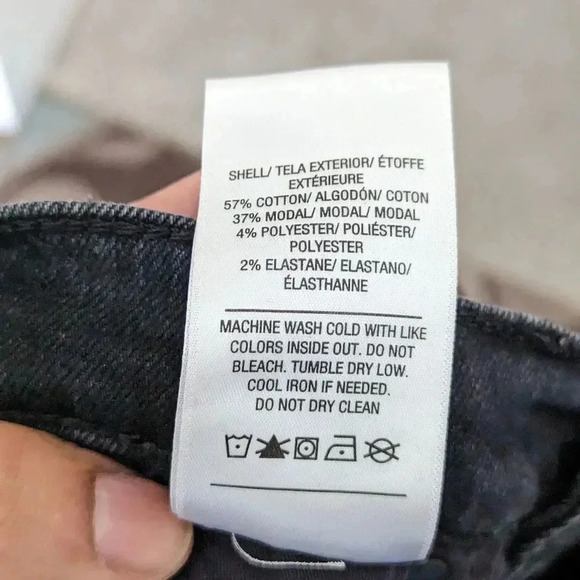 SHELL/ TELA EXTERIOR/ ÉTOFFE
EXTÉRIEURE
57% COTTON/ ALGODÓN/ COTON
37% MODAL/ MODAL/ MODAL
4% POLYESTER/ POLIÉSTER/
POLYESTER
2% ELASTANE/ ELASTANO/
ÉLASTHANNE
MACHINE WASH COLD WITH LIKE
COLORS INSIDE OUT. DO NOT
BLEACH. TUMBLE DRY LOW.
COOL IRON IF NEEDED.
DO NOT DRY CLEAN